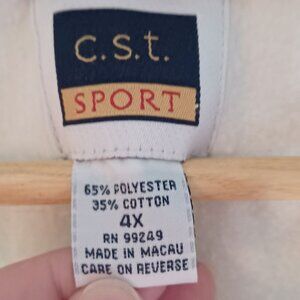 c.s.t.
SPORT
65% POLYESTER
35% COTTON
4X
RN 99249
MADE IN MACAU
CARE ON REVERSE